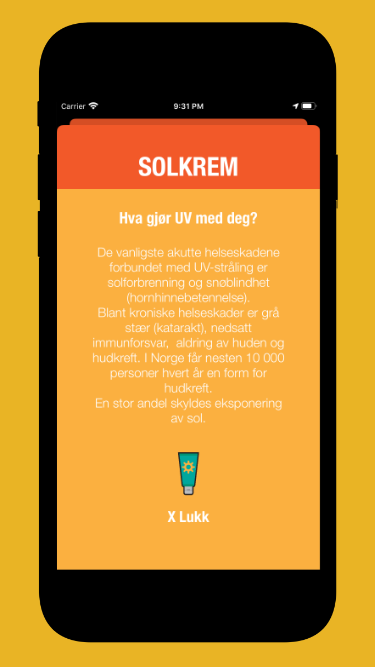 Carrier 9:31 PM
SOLKREM
Hva gjør UV med deg?
De vanligste akutte helseskadene
forbundet med UV-stråling er
solforbrenning og snøblindhet
(hornhinnebetennelse).
Blant kroniske helseskader er grå
stær (katarakt), nedsatt
immunforsvar, aldring av huden og
hudkreft. I Norge får nesten 10 000
personer hvert år en form for
hudkreft.
En stor andel skyldes eksponering
av sol.
X Lukk